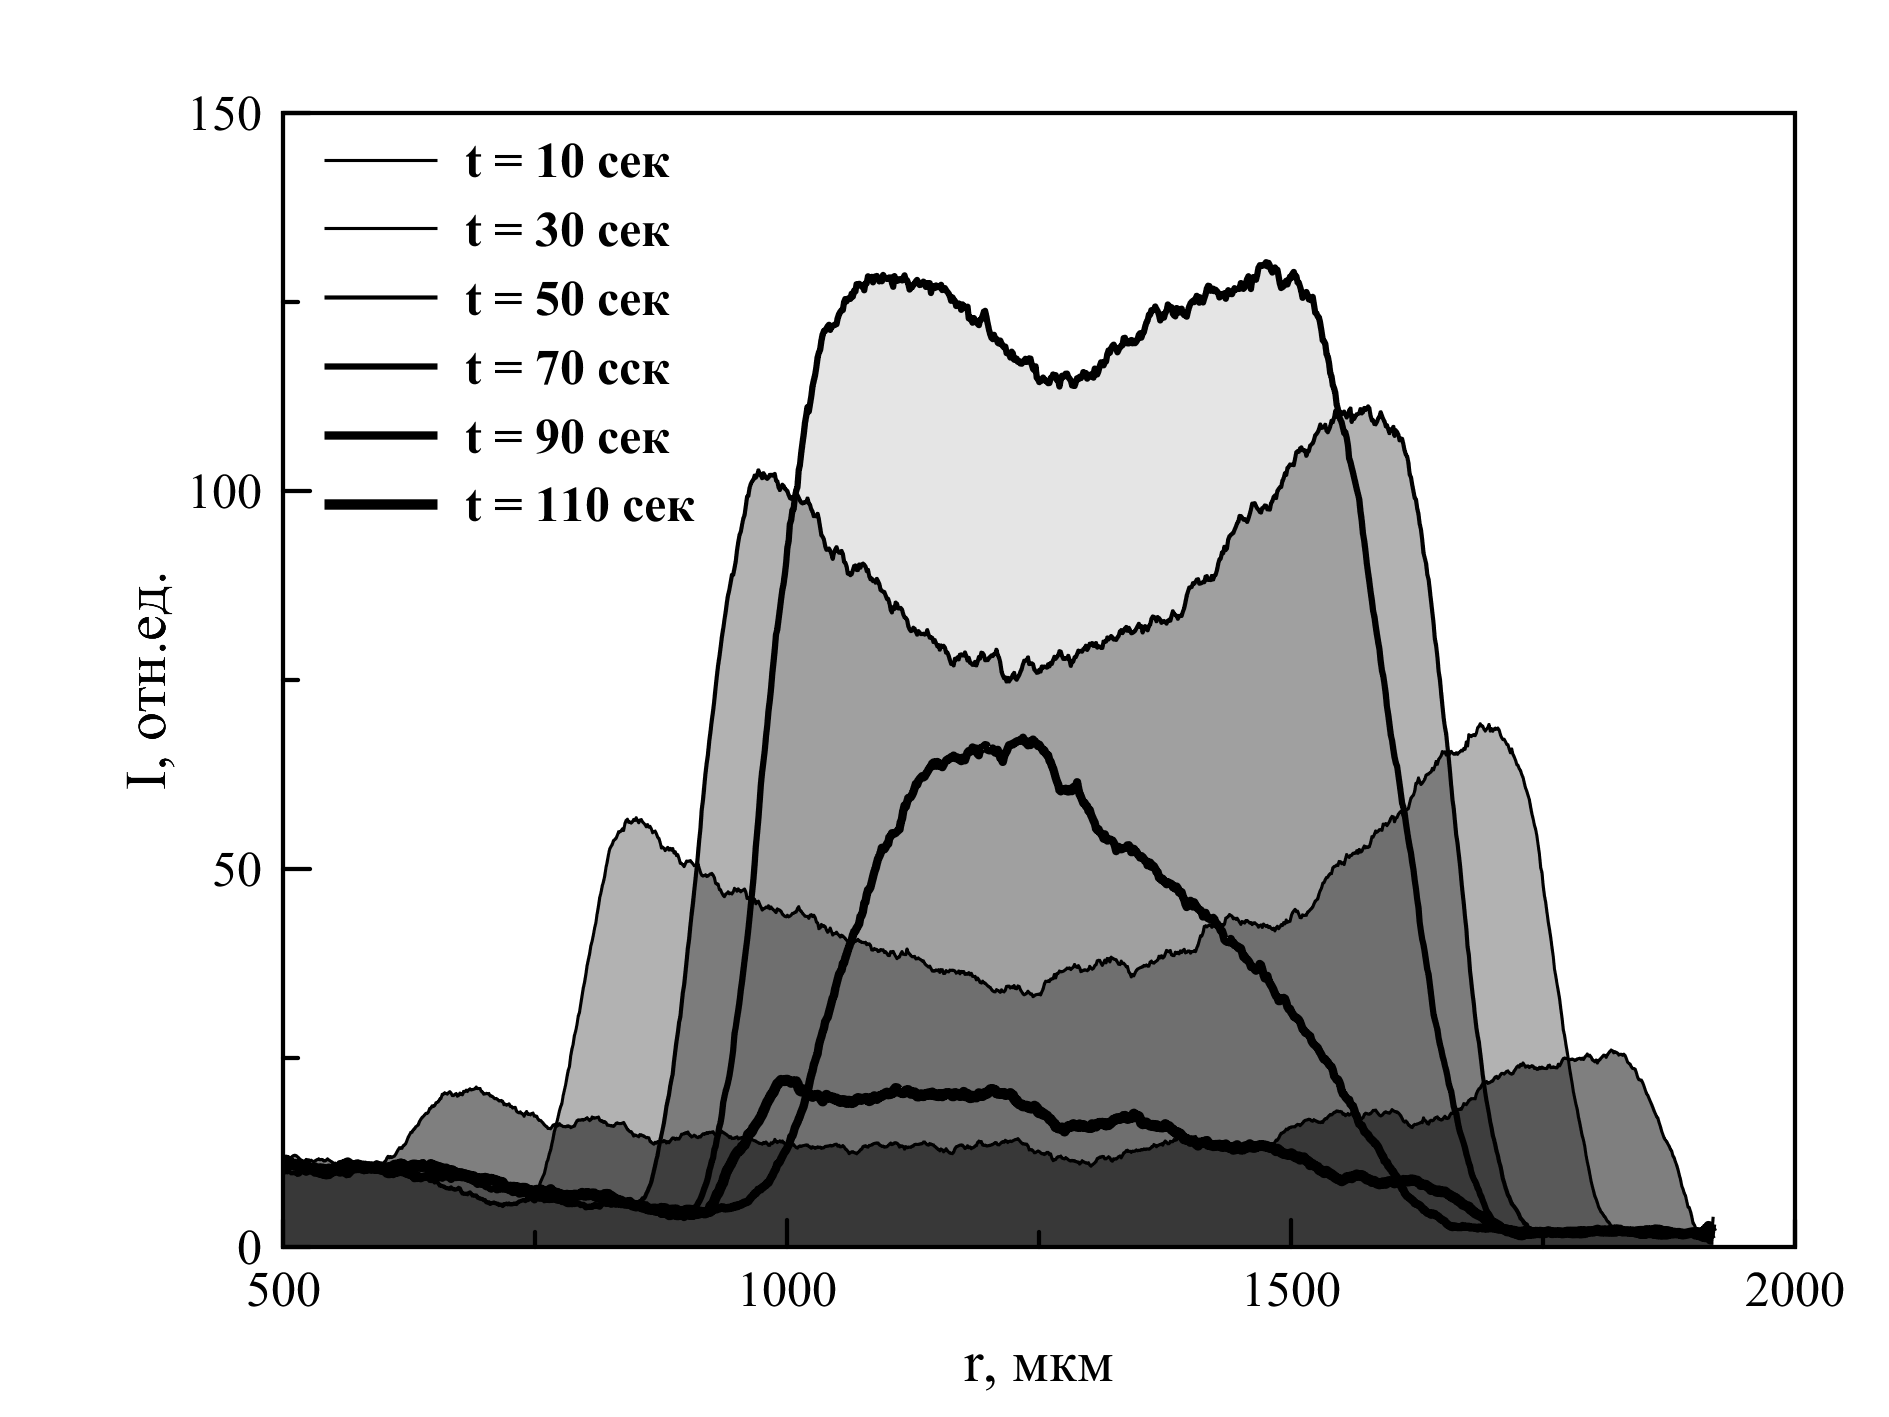 150
t = 10 сек
t = 30 сек
t = 50 сек
t = 70 сск
t = 90 сек
100
t = 110 сек
I, отн.ед.
50
0
500 1000 1500 2000
r, мкм